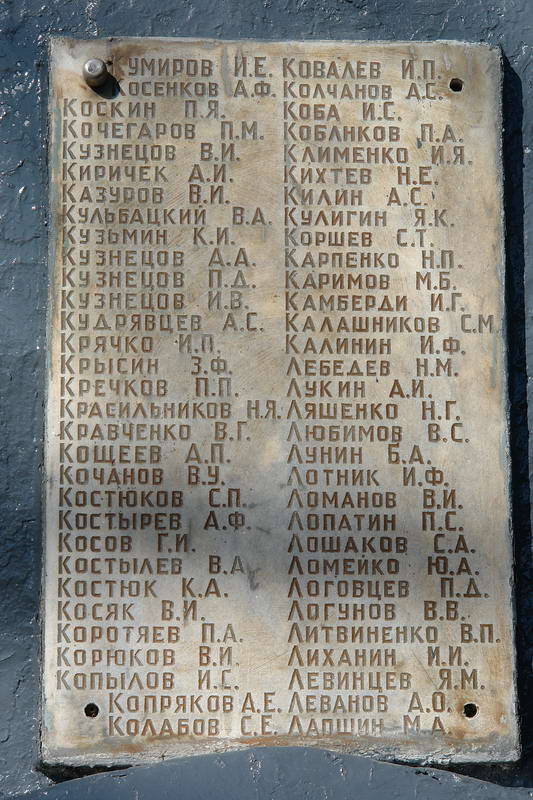 Кумиров И.Е.
Косенков А.Ф.
Коскин П.Я.
Кочегаров П.М.
Кузнецов В.И.
Киричек А.И.
Казуров В.И.
Кульбацкий В.А.
Кузьмин К.И.
Кузнецов Д.А.
Кузнецов П.Д.
Кузнецов И.В.
Кудрявцев А.С.
Крячко И.П.
Крысин З.Ф.
Кречков П.П.
Красильников Н.Я.
Кравченко В.Г.
Кощеев Д.П.
Кочанов В.У.
Костюков С.П.
Костырев А.Ф.
Косов Г.И.
Костылев В.А
Костюк К.А.
Косяк В.И.
Коротяев П.А.
Корюков В.И.
Копылов И.С.
Копряков А.Е.
Колабов С.Е.
Ковалев И.П.
Колчанов Д.С.
Коба И.С.
Кобликов П.А.
Клименко И.Я.
Кихтев Н.Е.
Килин А.С.
Кулигин Я.К.
Коршев С.Т.
Карпенко Н.П.
Каримов М.Б.
Камберди И.Г.
Калашников С.М
Калинин И.Ф.
Лебедев Н.М.
Лукин Д.И.
Ляшенко Н.Г.
Любимов В.С.
Лунин Б.А.
Лотник И.Ф.
Ломанов В.И.
Лопатин П.С.
Лошаков С.А.
Ломейко Ю.А.
Логовцев П.Д.
Логунов В.В.
Литвиненко В.П.
Лиханин И.И.
Левинцев Я.М.
Леванов А.О.
Лапшин М.А.